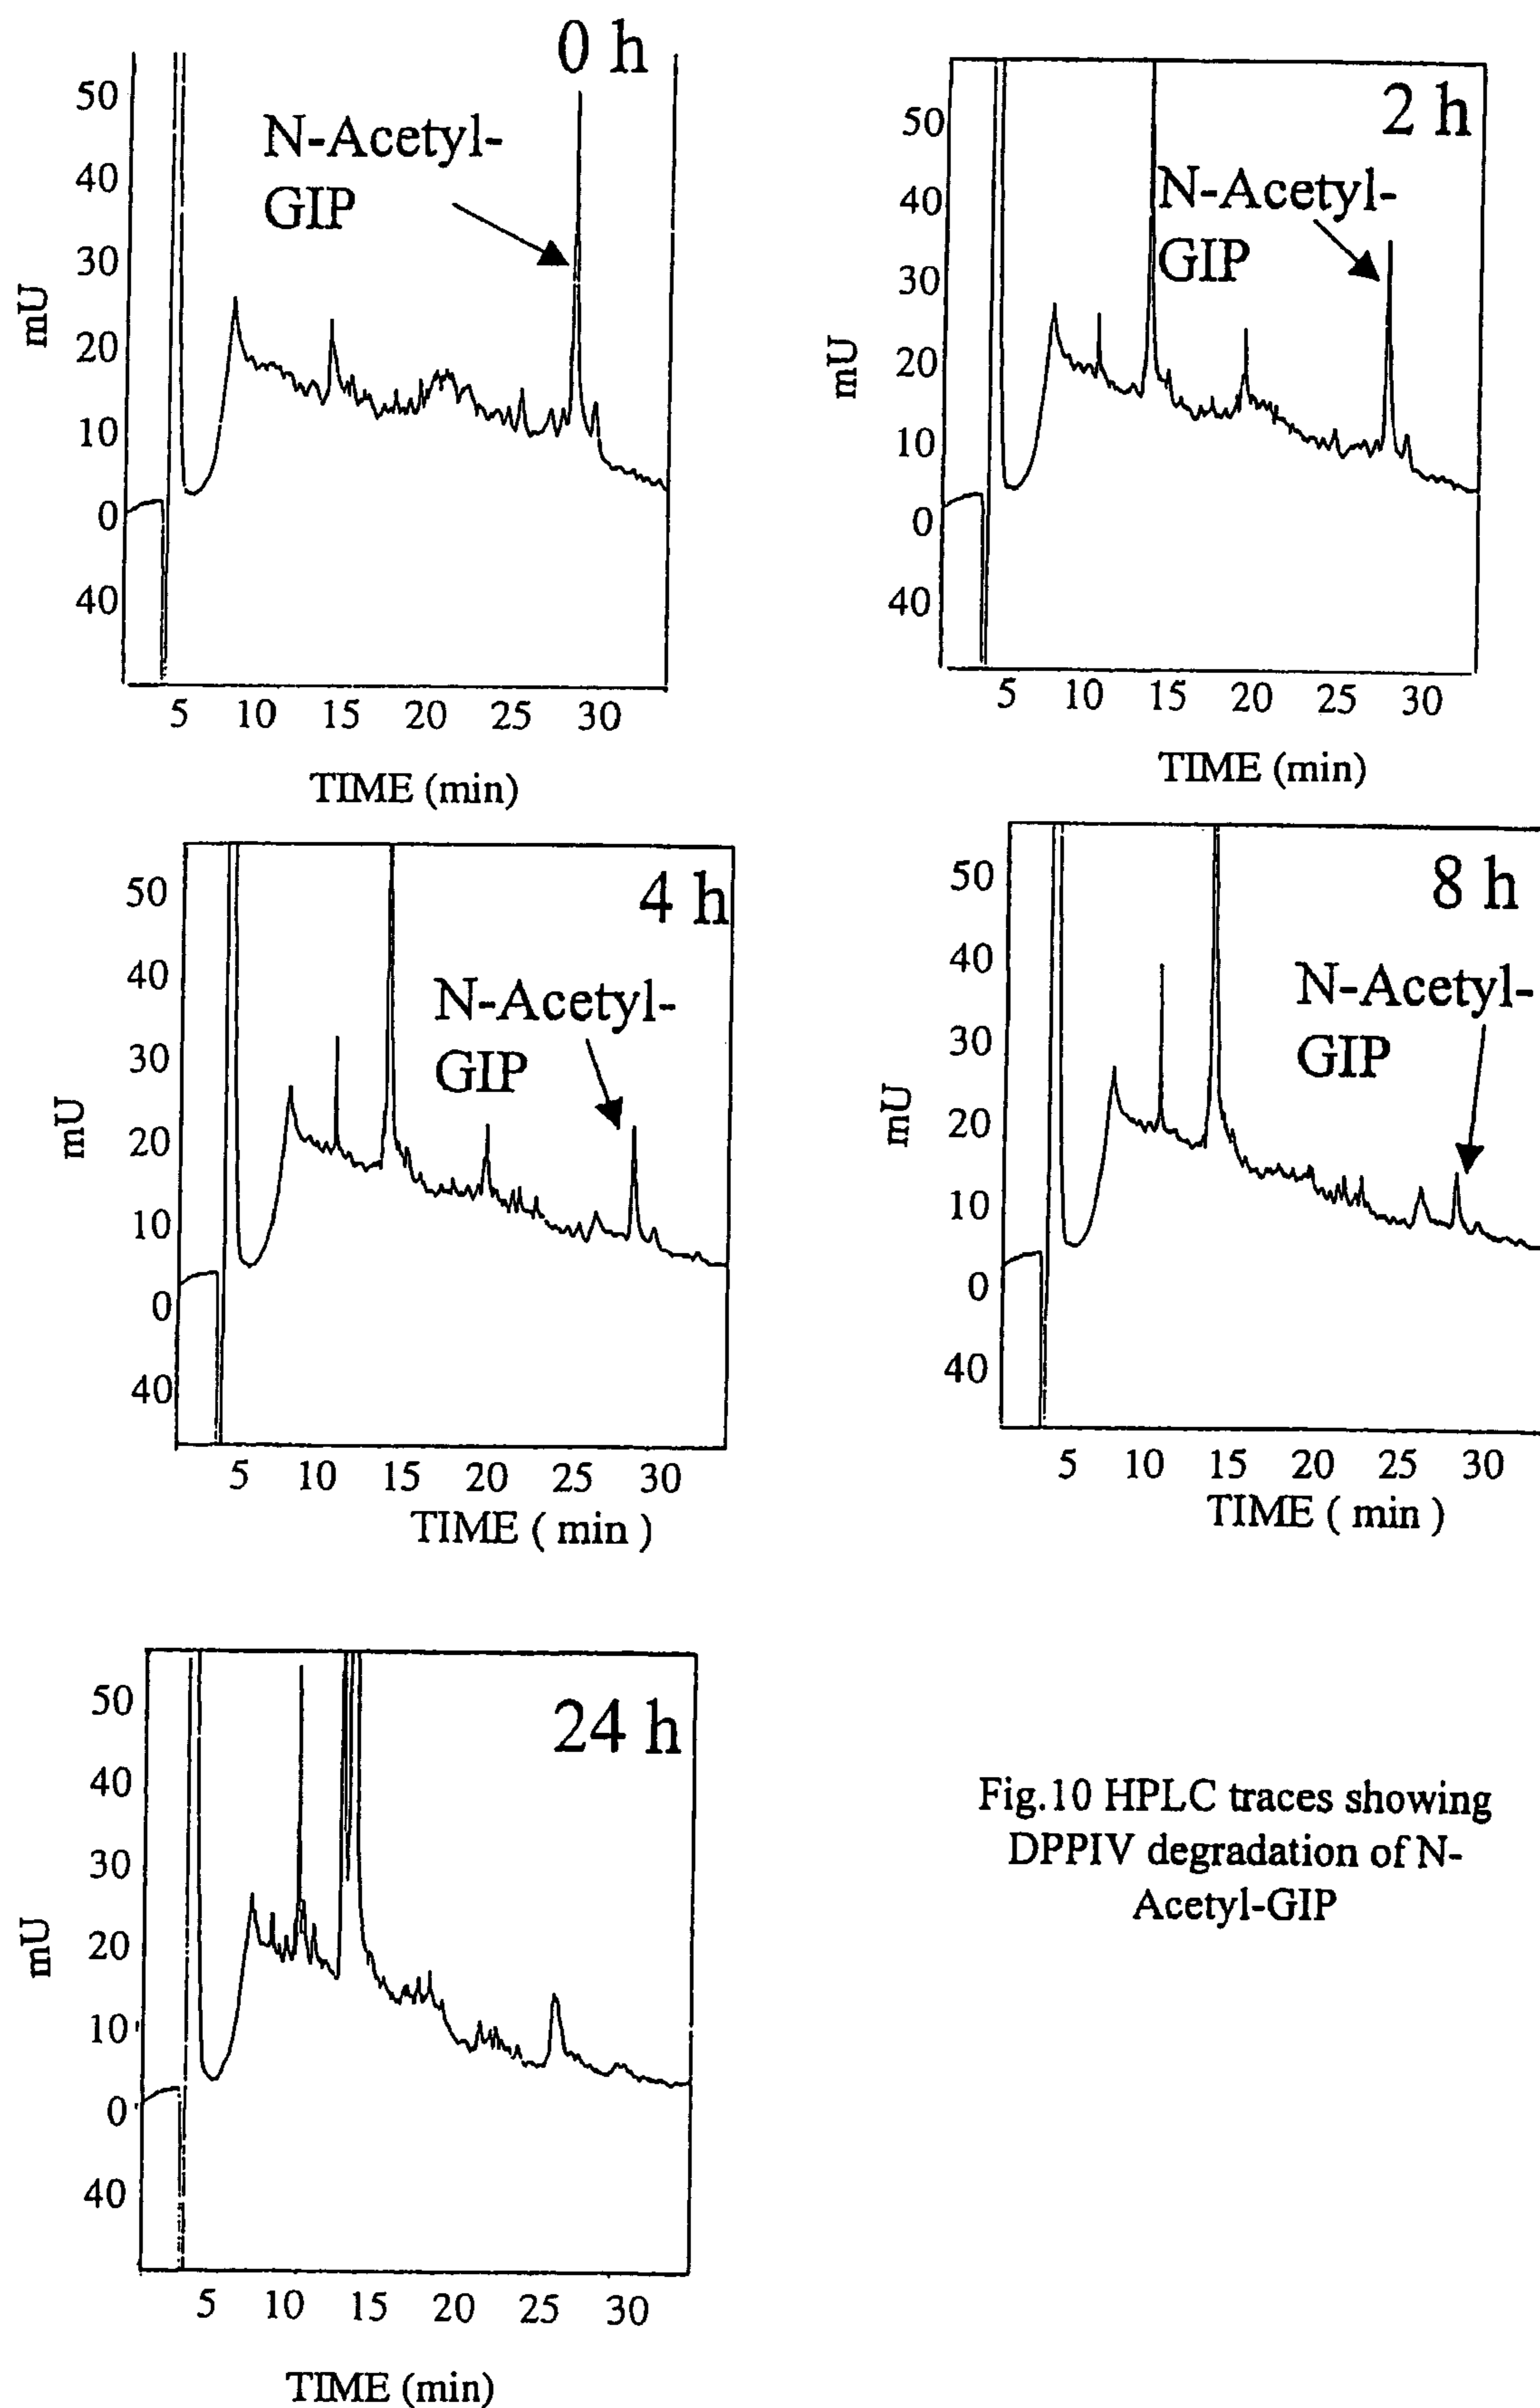 0 h
N-Acetyl-
GIP
50
40
30
20
10
0
40
mU
5 10 15 20 25 30
TIME (min)
2 h
N-Acetyl-
GIP
50
40
30
20
10
0
40
mU
5 10 15 20 25 30
TIME (min)
4 h
N-Acetyl-
GIP
50
40
30
20
10
0
40
mU
5 10 15 20 25 30
TIME ( min )
8 h
N-Acetyl-
GIP
50
40
30
20
10
0
40
mU
5 10 15 20 25 30
TIME ( min )
24 h
50
40
30
20
10
0
40
mU
5 10 15 20 25 30
TIME (min)
Fig.10 HPLC traces showing
DPPIV degradation of N-
Acetyl-GIP